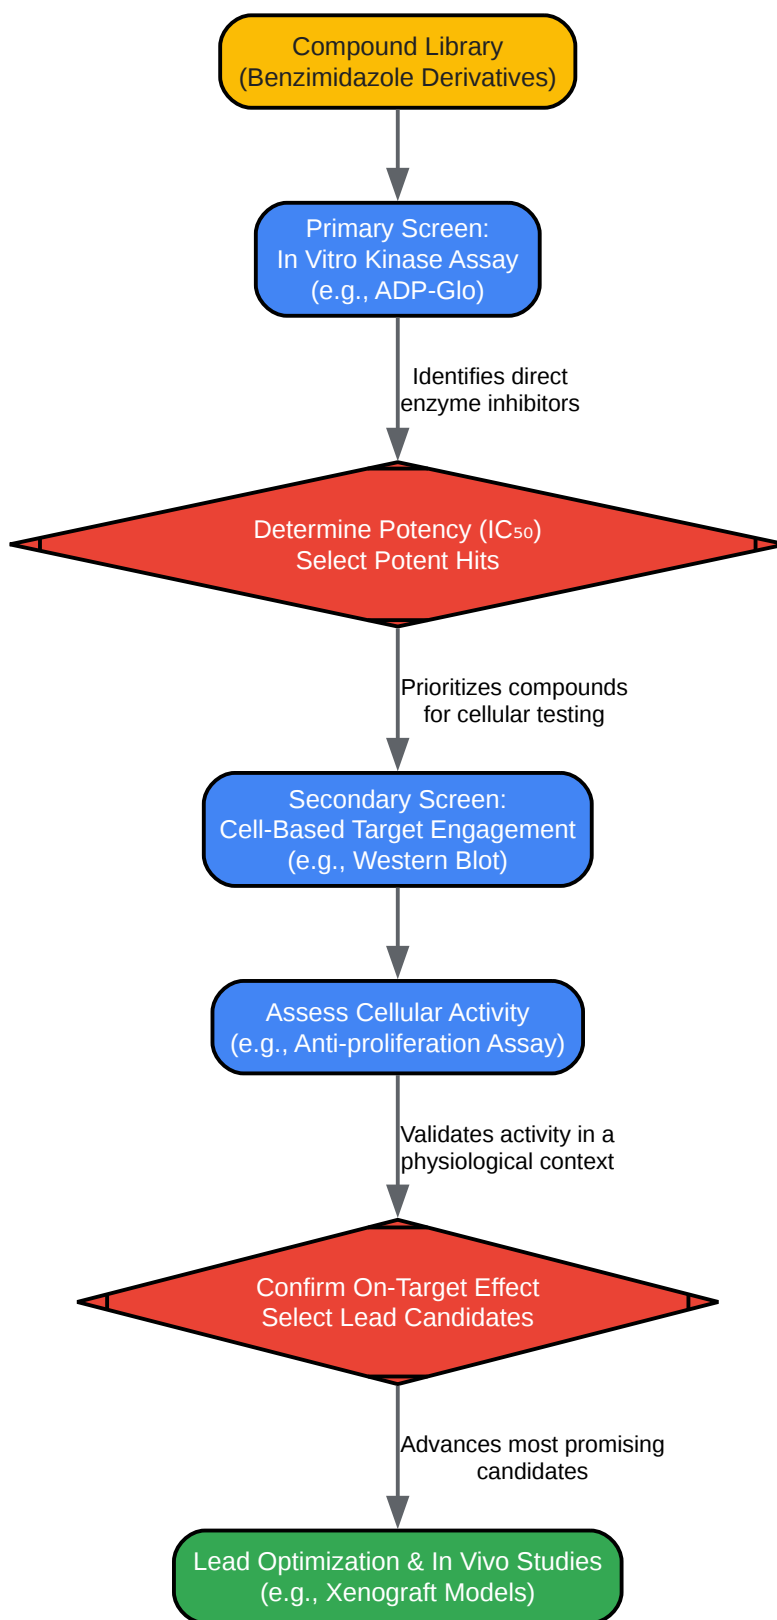 Compound Library
(Benzimidazole Derivatives)
Primary Screen:
In Vitro Kinase Assay
(e.g., ADP-Glo)
Identifies direct
enzyme inhibitors
Determine Potency (IC₅₀)
Select Potent Hits
Prioritizes compounds
for cellular testing
Secondary Screen:
Cell-Based Target Engagement
(e.g., Western Blot)
Assess Cellular Activity
(e.g., Anti-proliferation Assay)
Validates activity in a
physiological context
Confirm On-Target Effect
Select Lead Candidates
Advances most promising
candidates
Lead Optimization & In Vivo Studies
(e.g., Xenograft Models)